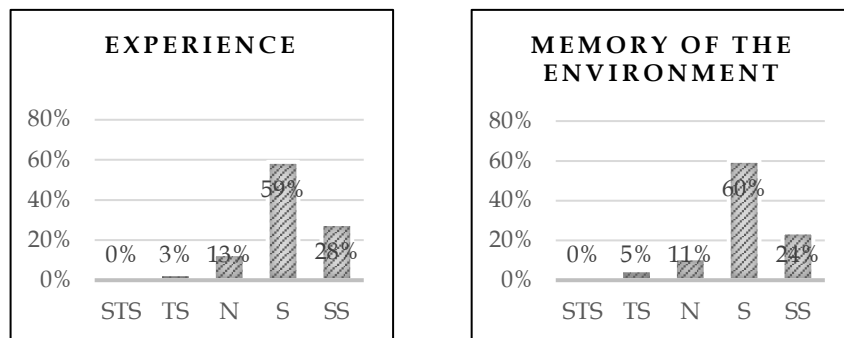 EXPERIENCE
80%
60%
40%
20%
0%
0% 3% 13% 59% 28%
STS TS N S SS
MEMORY OF THE
ENVIRONMENT
80%
60%
40%
20%
0%
0% 5% 11% 60% 24%
STS TS N S SS